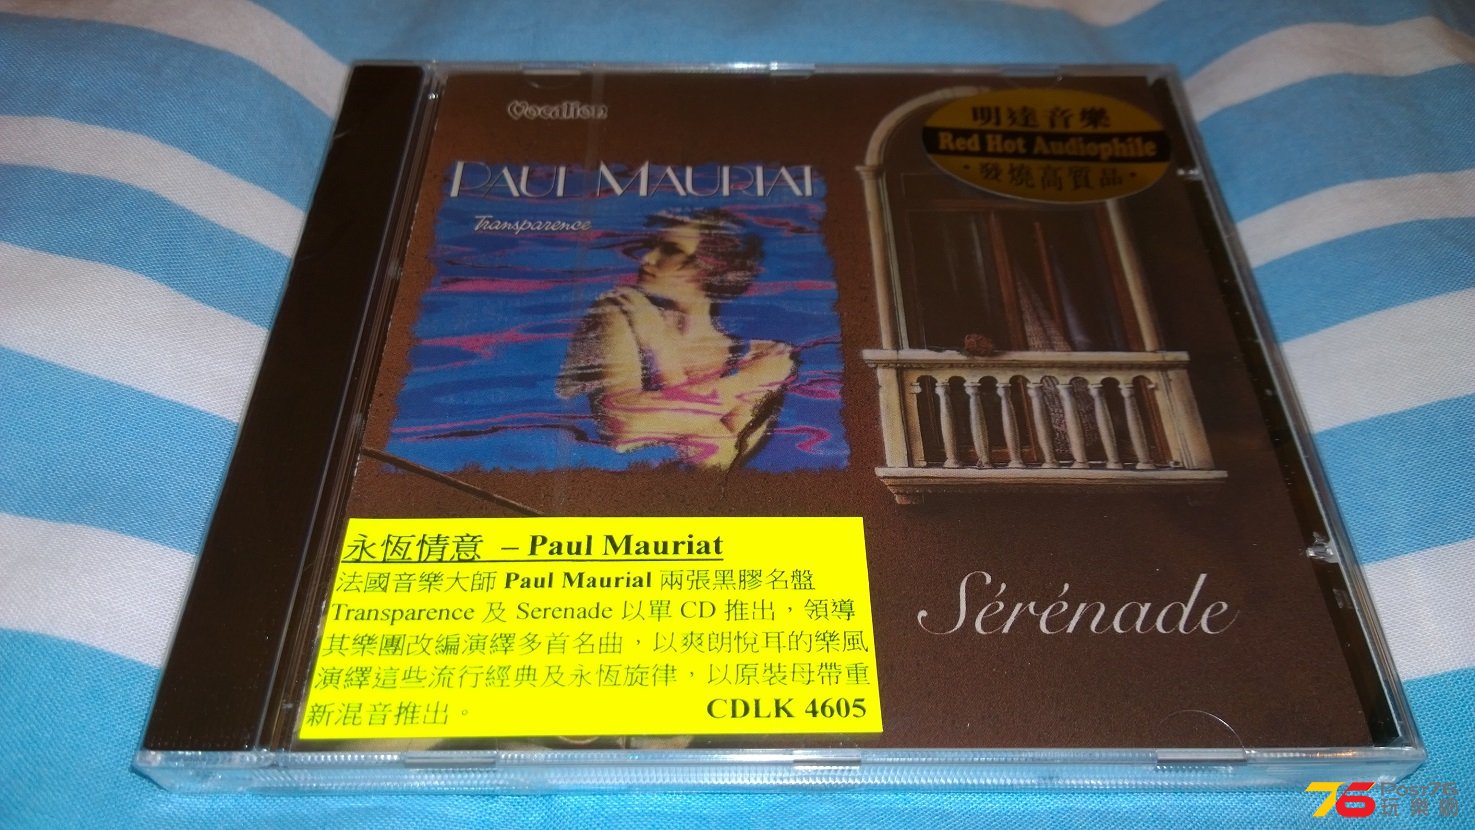 Vocalion
PAUL MAURIAT
Transparence
明達音樂
Red Hot Audiophile
•發燒高質品•
Sérénade
永恆情意 – Paul Mauriat
法國音樂大師 Paul Maurial 兩張黑膠名盤
Transparence 及 Serenade 以單 CD 推出，領導
其樂團改編演繹多首名曲，以爽朗悅耳的樂風
演繹這些流行經典及永恆旋律，以原裝母帶重
新混音推出。 CDLK 4605
76 Post76
玩樂網